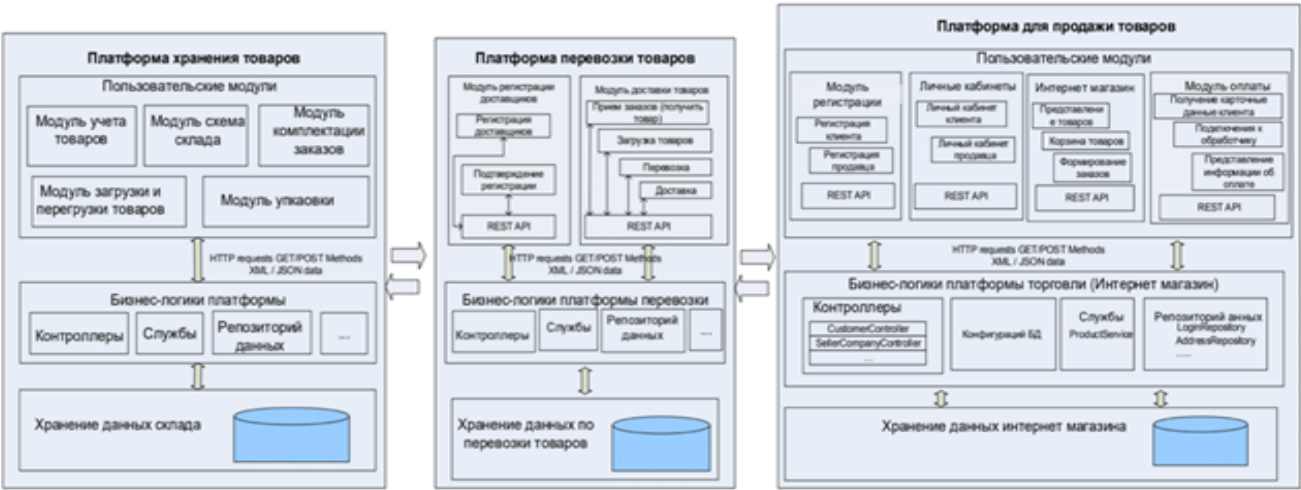 Платформа хранения товаров
Пользовательские модули
Модуль учета
товаров
Модуль схема
склада
Модуль
комплектации
заказов
Модуль загрузки и
перегрузки товаров
Модуль упкаовки
HTTP requests GET/POST Methods
XML / JSON data
Бизнес-логики платформы
Контроллеры
Службы
Репозиторий
данных
....
Хранение данных склада
Платформа перевозки товаров
Модуль регистрации
доставщиков
Регистрация
доставщиков
Подтверждение
регистрации
REST API
Модуль доставки товаров
Прием заказов (получить
товар)
Загрузка товаров
Перевозка
Доставка
REST API
HTTP requests GET/POST Methods
XML / JSON data
Бизнес-логики платформы перевозки
Контроллеры
Службы
Репозиторий
данных
....
Хранение данных по
перевозки товаров
Платформа для продажи товаров
Пользовательские модули
Модуль
регистрации
Регистрация
клиента
Регистрация
продавца
REST API
Личные кабинеты
Личный кабинет
клиента
Личный кабинет
продавца
REST API
Интернет магазин
Представлени
е товаров
Корзина товаров
Формирование
заказов
REST API
Модуль оплаты
Получение карточные
данные клиента
Подключения к
обработчику
Представление
информации об
оплате
REST API
HTTP requests GET/POST Methods
XML / JSON data
Бизнес-логики платформы торговли (Интернет магазин)
Контроллеры
CustomerController
SellerCompanyController
....
Конфигураций БД
Службы
ProductService
Репозиторий анных
LoginRepository
AddressRepository
.....
Хранение данных интернет магазина